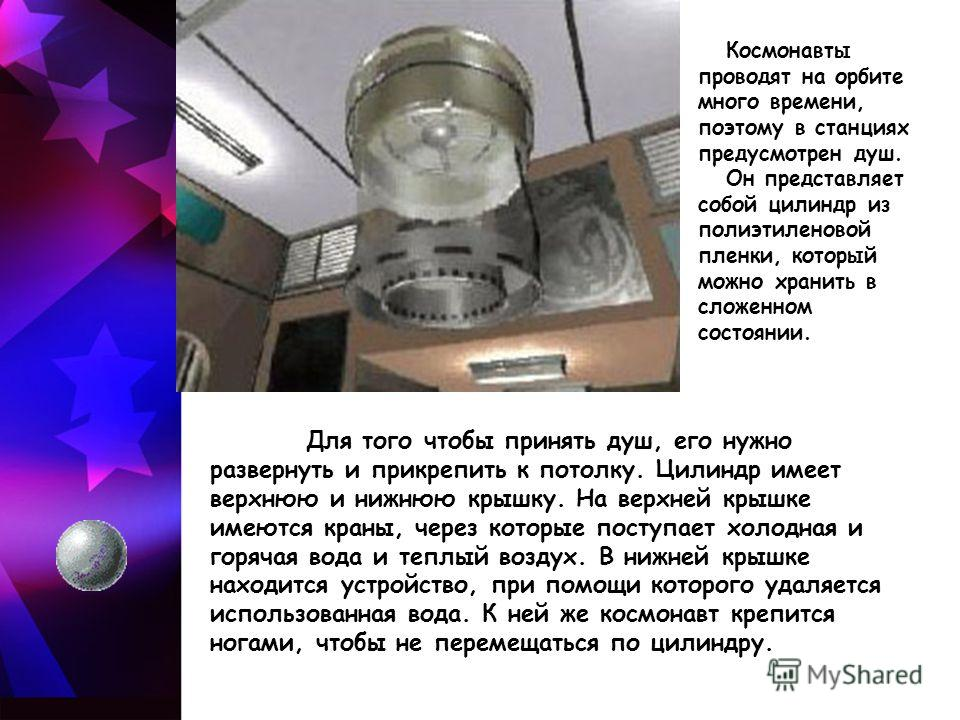 Космонавты
проводят на орбите
много времени,
поэтому в станциях
предусмотрен душ.
Он представляет
собой цилиндр из
полиэтиленовой
пленки, который
можно хранить в
сложенном
состоянии.
Для того чтобы принять душ, его нужно
развернуть и прикрепить к потолку. Цилиндр имеет
верхнюю и нижнюю крышку. На верхней крышке
имеются краны, через которые поступает холодная и
горячая вода и теплый воздух. В нижней крышке
находится устройство, при помощи которого удаляется
использованная вода. К ней же космонавт крепится
ногами, чтобы не перемещаться по цилиндру.
MyShared